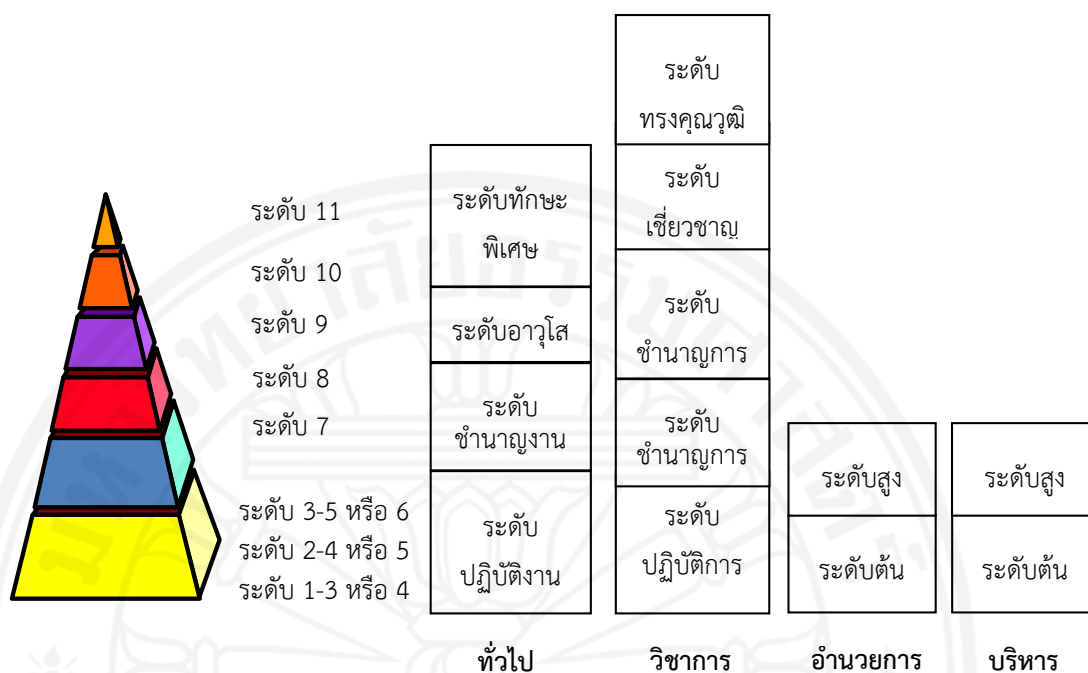 ระดับ 11
ระดับ 10
ระดับ 9
ระดับ 8
ระดับ 7
ระดับ 3-5 หรือ 6
ระดับ 2-4 หรือ 5
ระดับ 1-3 หรือ 4
ระดับทักษะ
พิเศษ
ระดับอาวุโส
ระดับ
ชำนาญงาน
ระดับ
ปฏิบัติงาน
ทั่วไป
ระดับ
ทรงคุณวุฒิ
ระดับ
เชี่ยวชาญ
ระดับ
ชำนาญการ
ระดับ
ชำนาญการ
ระดับ
ปฏิบัติการ
วิชาการ
ระดับสูง
ระดับต้น
อำนวยการ
ระดับสูง
ระดับต้น
บริหาร